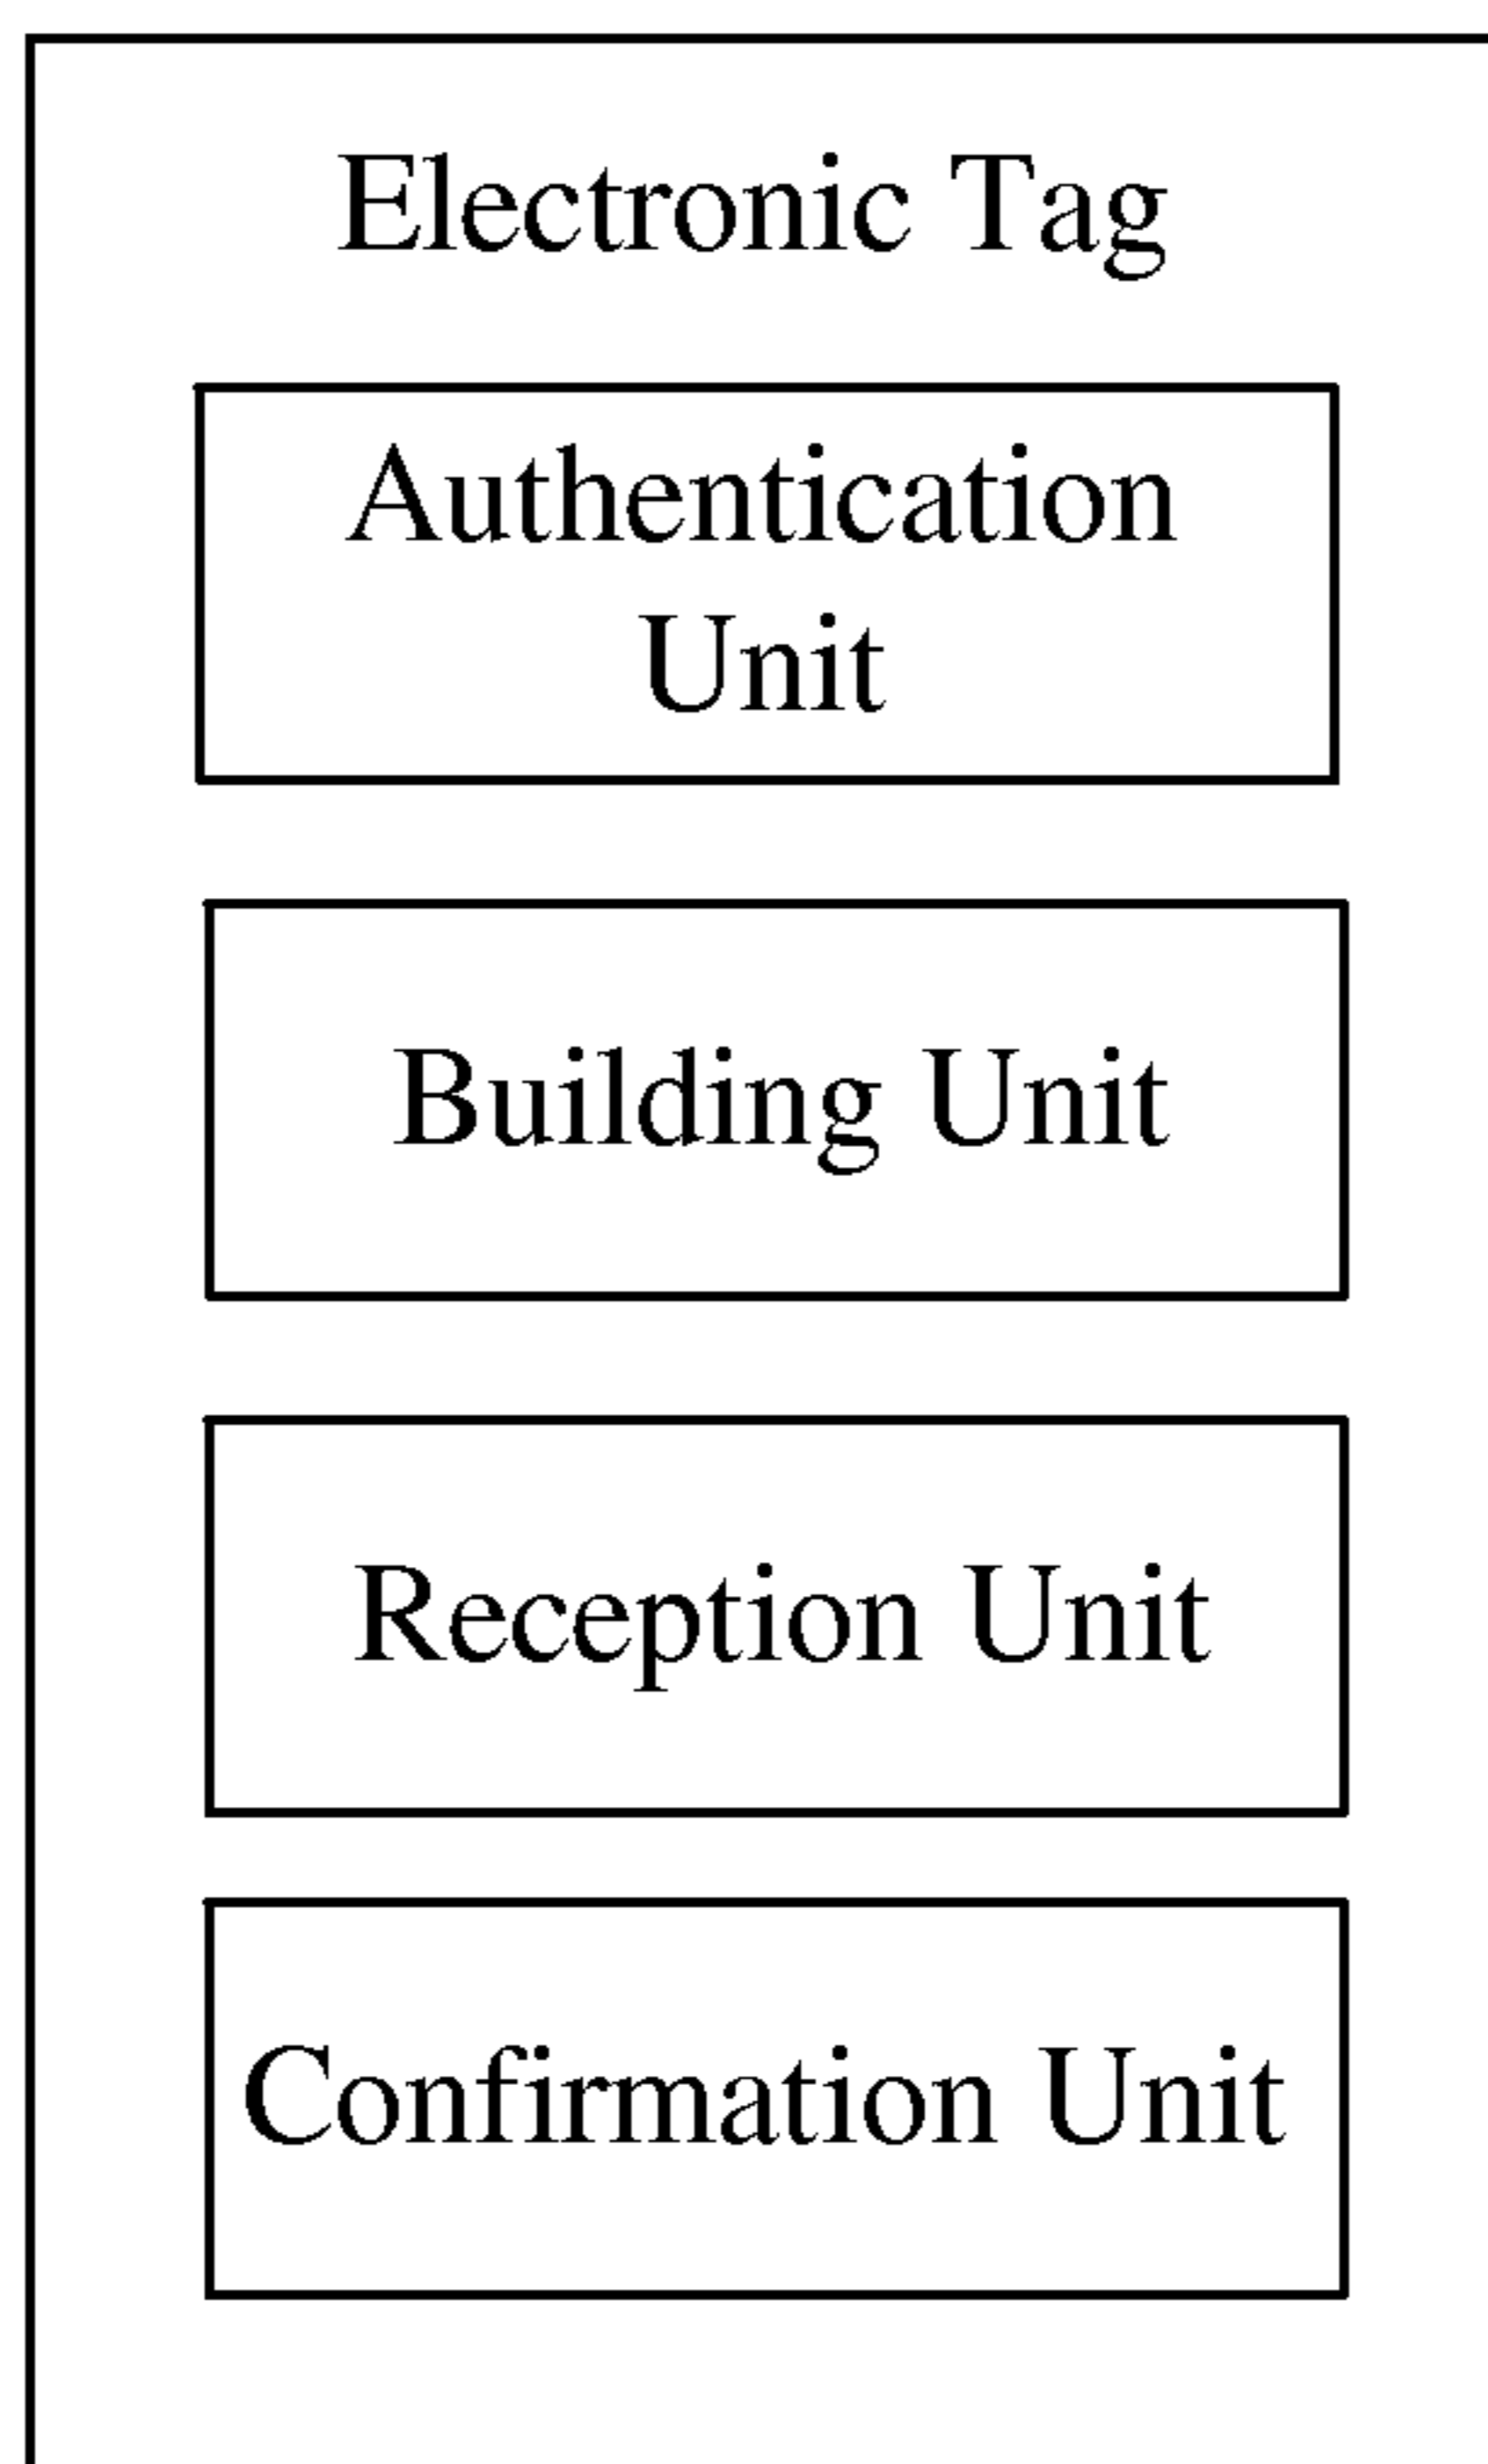 Electronic Tag
Authentication
Unit
Building Unit
Reception Unit
Confirmation Unit